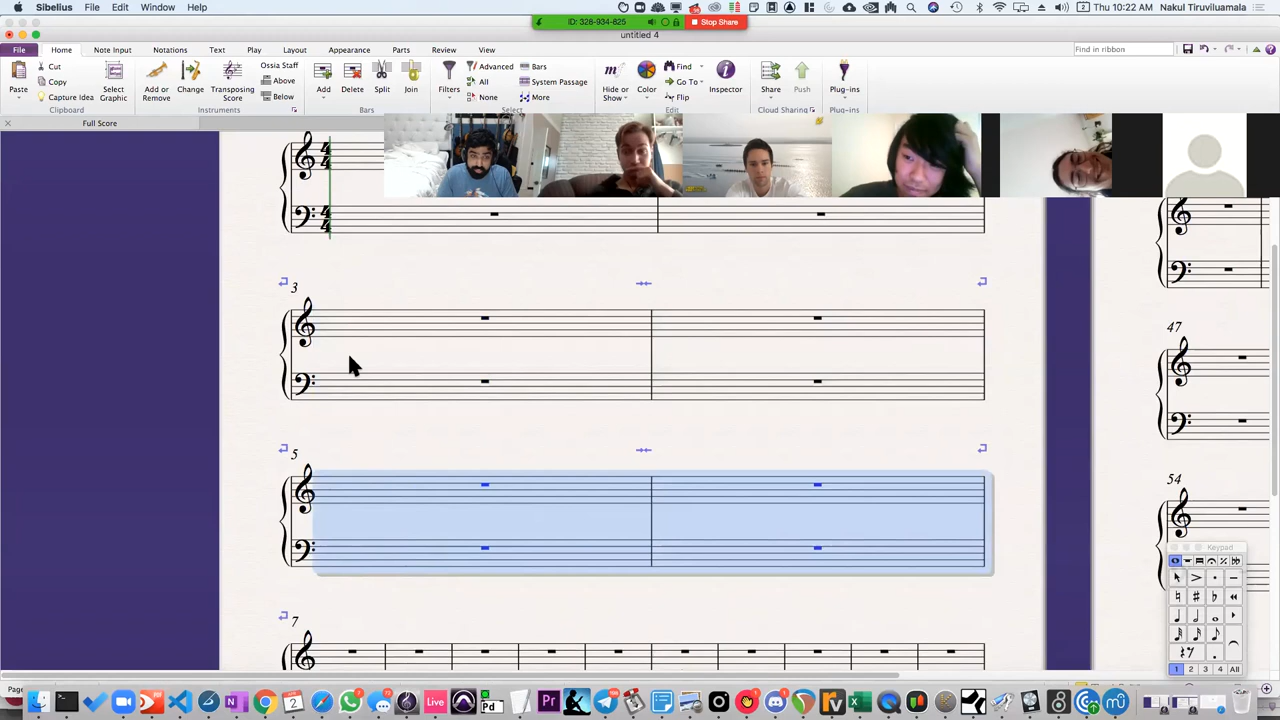 Sibelius File Edit Window Help Thu 10:22 AM Nakul Tiruviluamala
ID: 328-934-625 Stop Share
untitled 4
File Home Note Input Notations Text Play Layout Appearance Parts Review View Find in ribbon
Paste Cut Copy Capture Idea Select Graphic
Clipboard
Add or Remove Change Transposing Score Ossia Staff Above Below
Instruments
Add Delete Split Join
Bars
Filters Advanced All None Bars System Passage More
Select
Hide or Show Color Find Go To Flip Inspector
Edit
Share Push
Cloud Sharing
Plug-ins
Plug-ins
Full Score
3
47
5
54
Keypad
1 2 3 4 All
7
Page